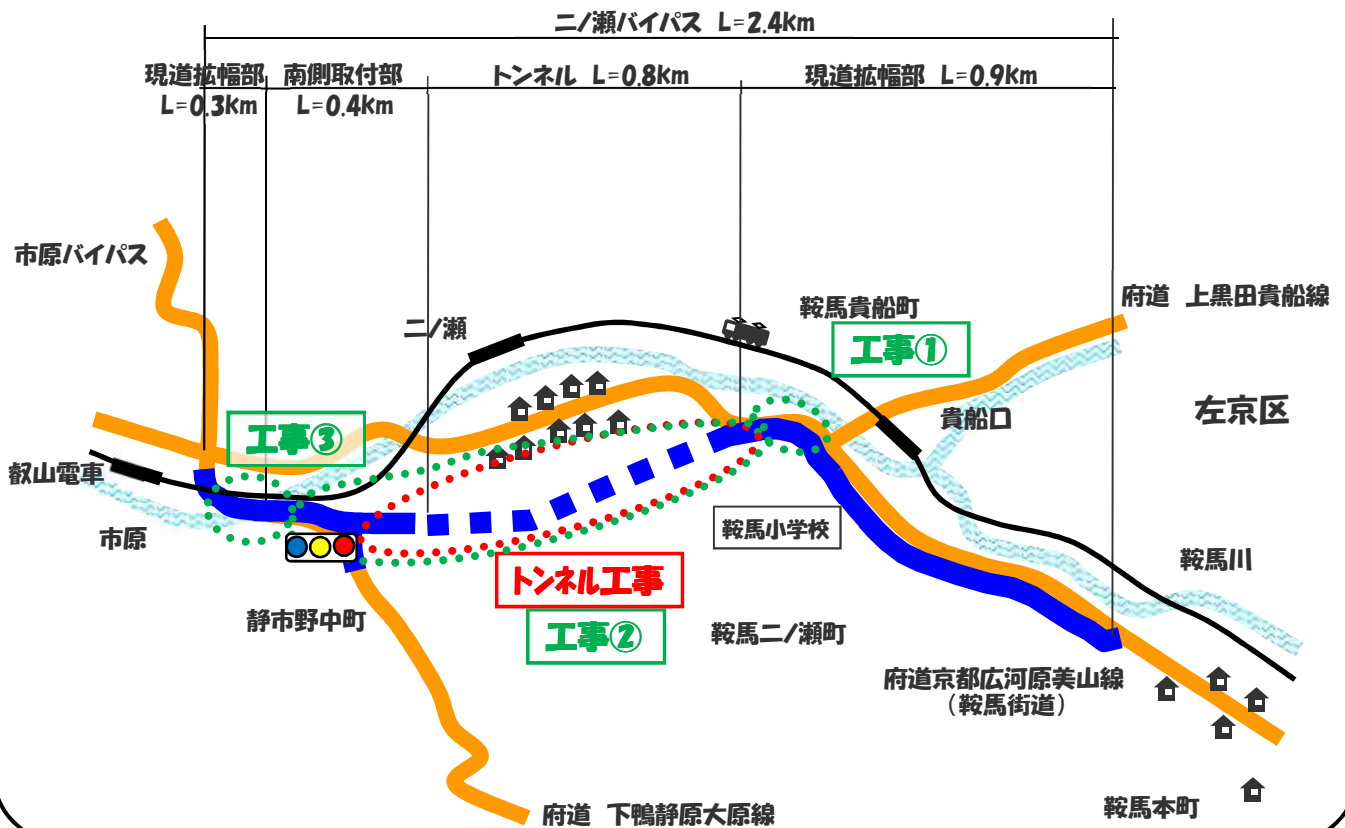 二ノ瀬バイパス L=2.4km
現道拡幅部
L=0.3km
南側取付部
L=0.4km
トンネル L=0.8km
現道拡幅部 L=0.9km
市原バイパス
二ノ瀬
鞍馬貴船町
府道 上黒田貴船線
工事①
工事③
貴船口
左京区
叡山電車
市原
鞍馬小学校
トンネル工事
鞍馬川
工事②
静市野中町
鞍馬二ノ瀬町
府道京都広河原美山線
（鞍馬街道）
府道 下鴨静原大原線
鞍馬本町